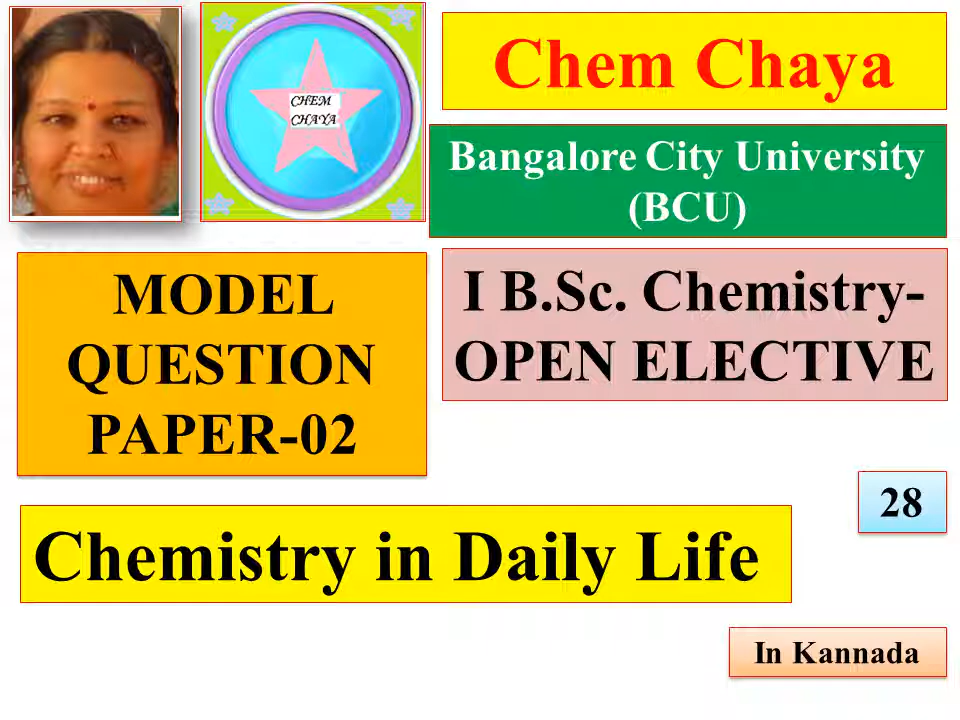 CHEM
CHAYA
Chem Chaya
Bangalore City University
(BCU)
MODEL
QUESTION
PAPER-02
I B.Sc. Chemistry-
OPEN ELECTIVE
28
Chemistry in Daily Life
In Kannada